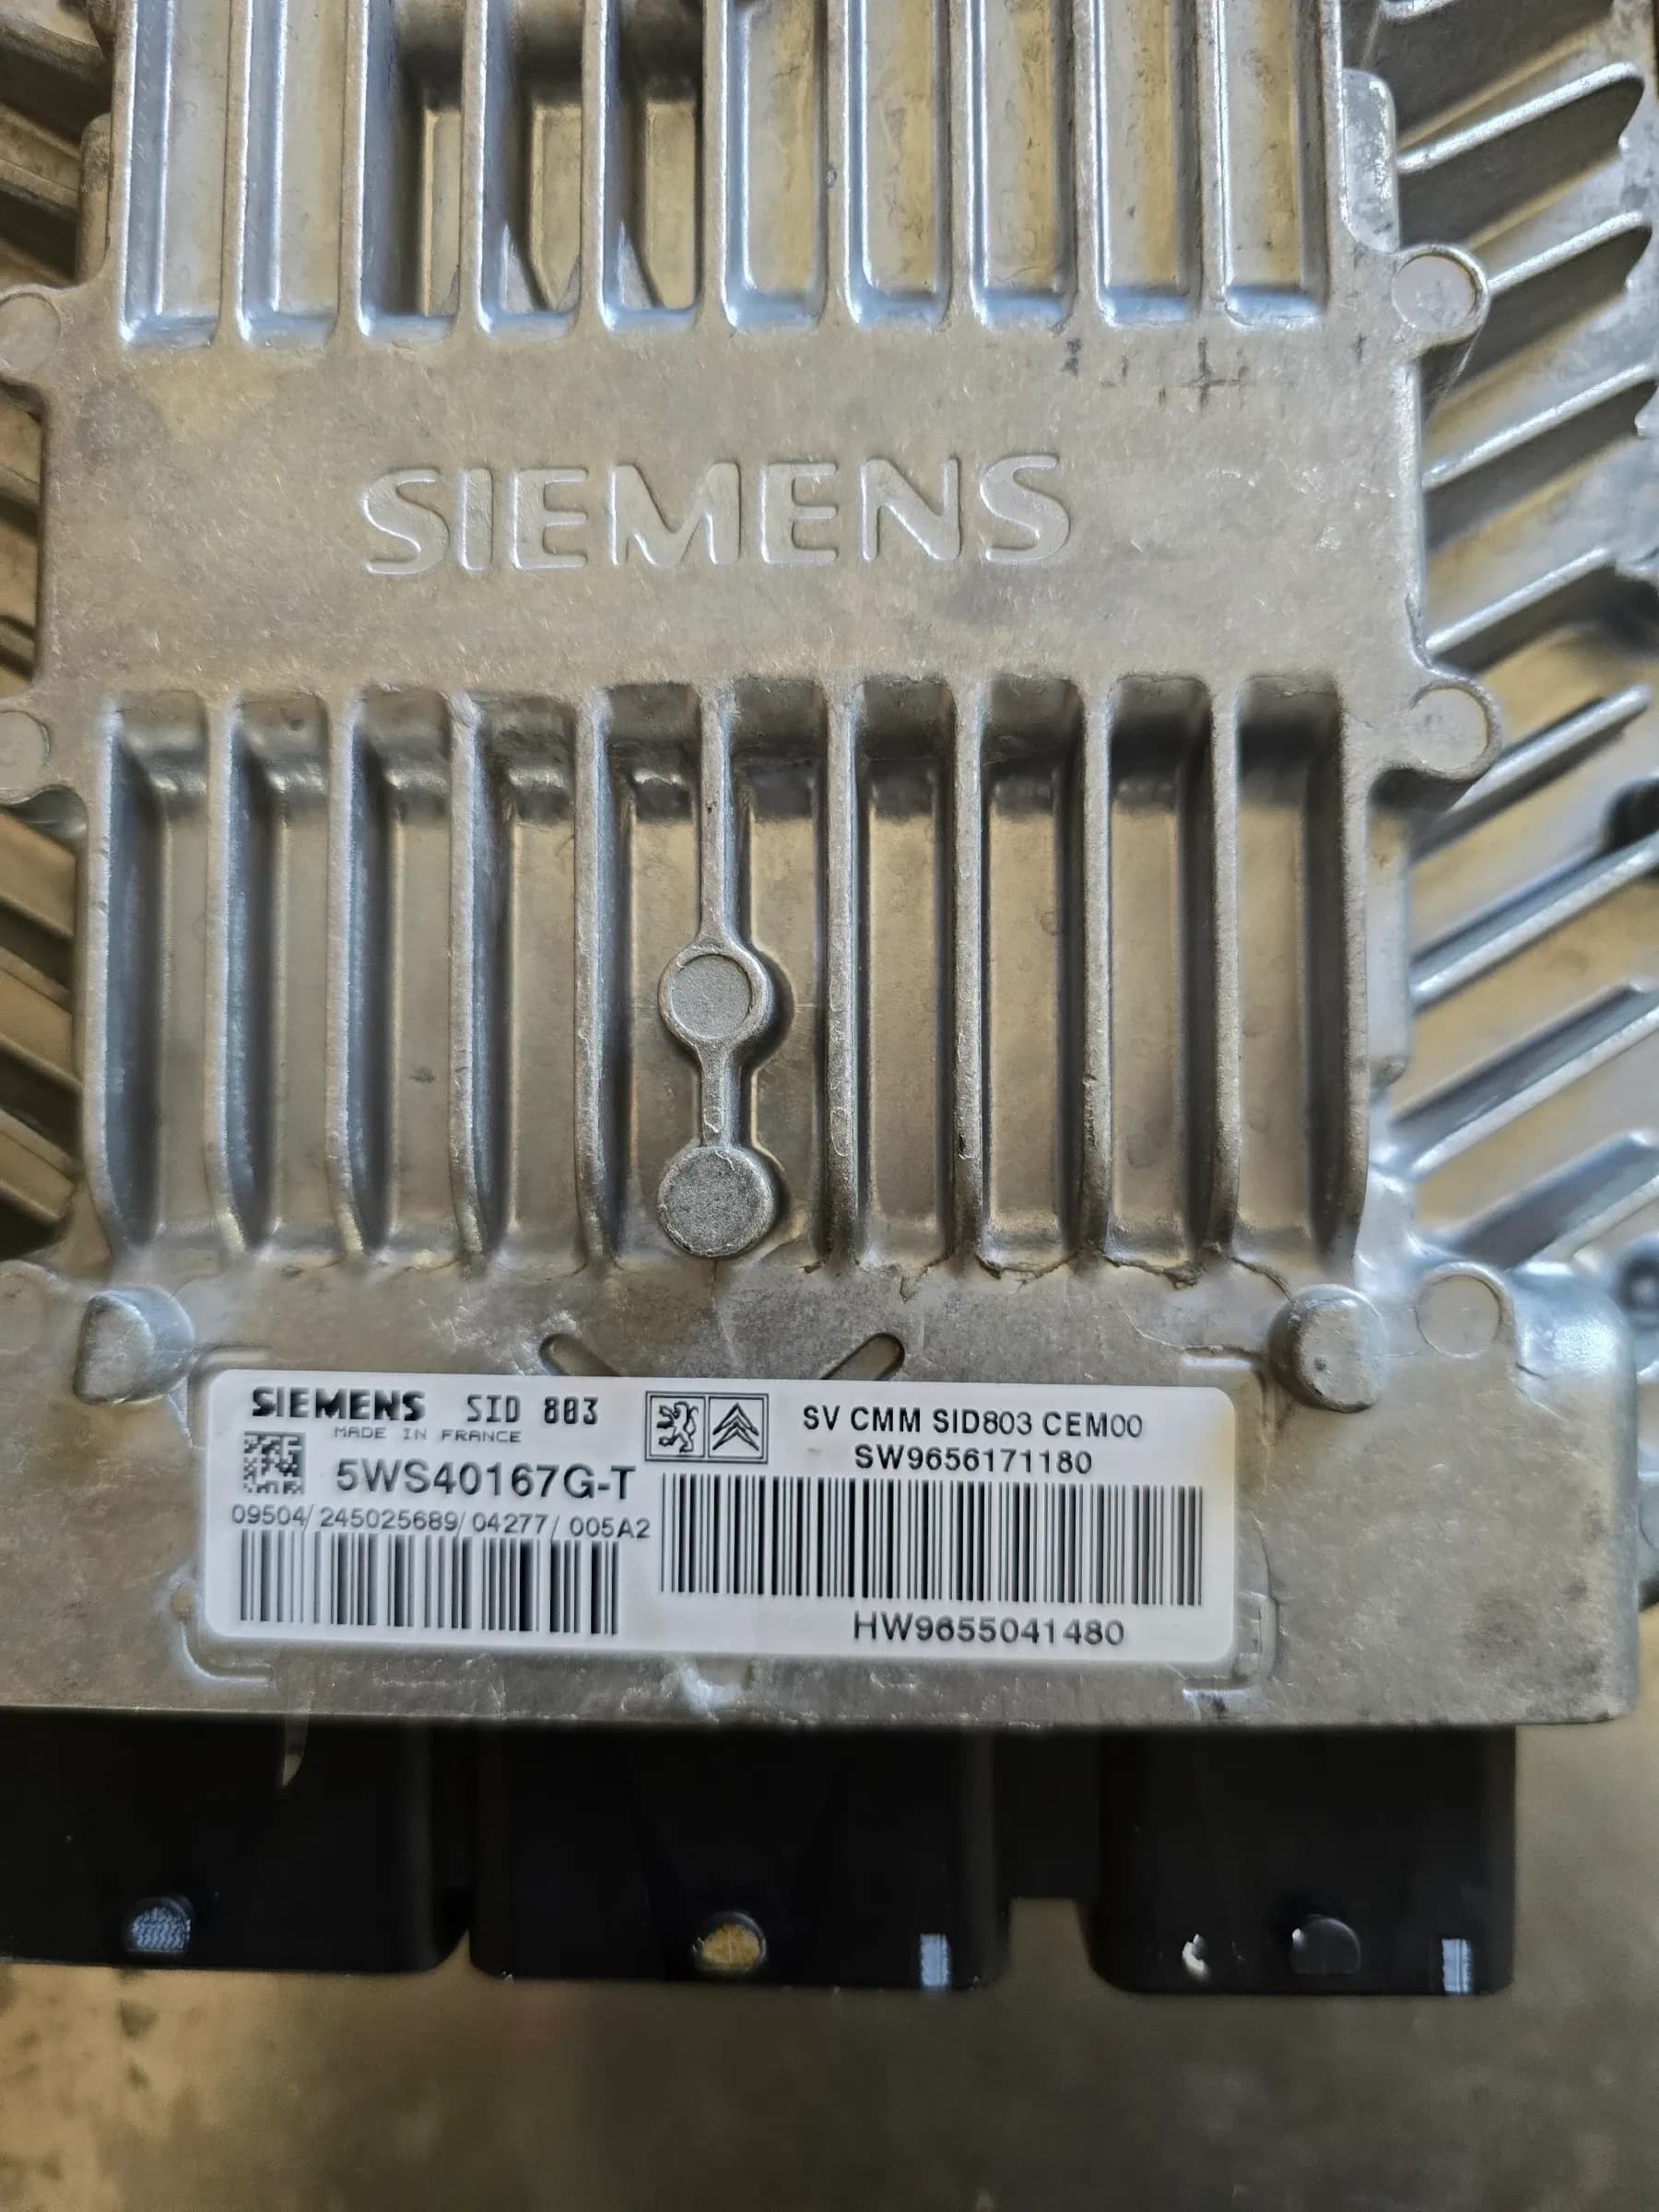 SIEMENS
SIEMENS SID 803
MADE IN FRANCE
5WS40167G-T
09504/245025689/04277/005A2
SV CMM SID803 CEM00
SW9656171180
HW9655041480